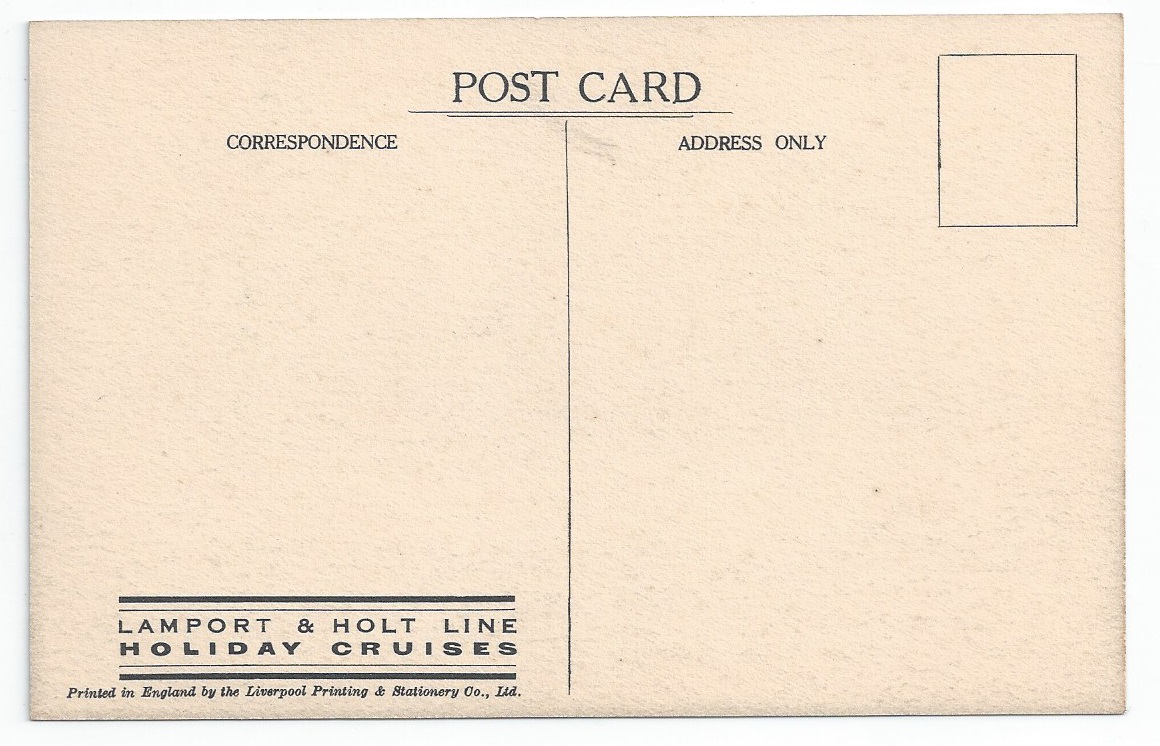 POST CARD
CORRESPONDENCE
ADDRESS ONLY
LAMPORT & HOLT LINE
HOLIDAY CRUISES
Printed in England by the Liverpool Printing & Stationery Co., Ltd.